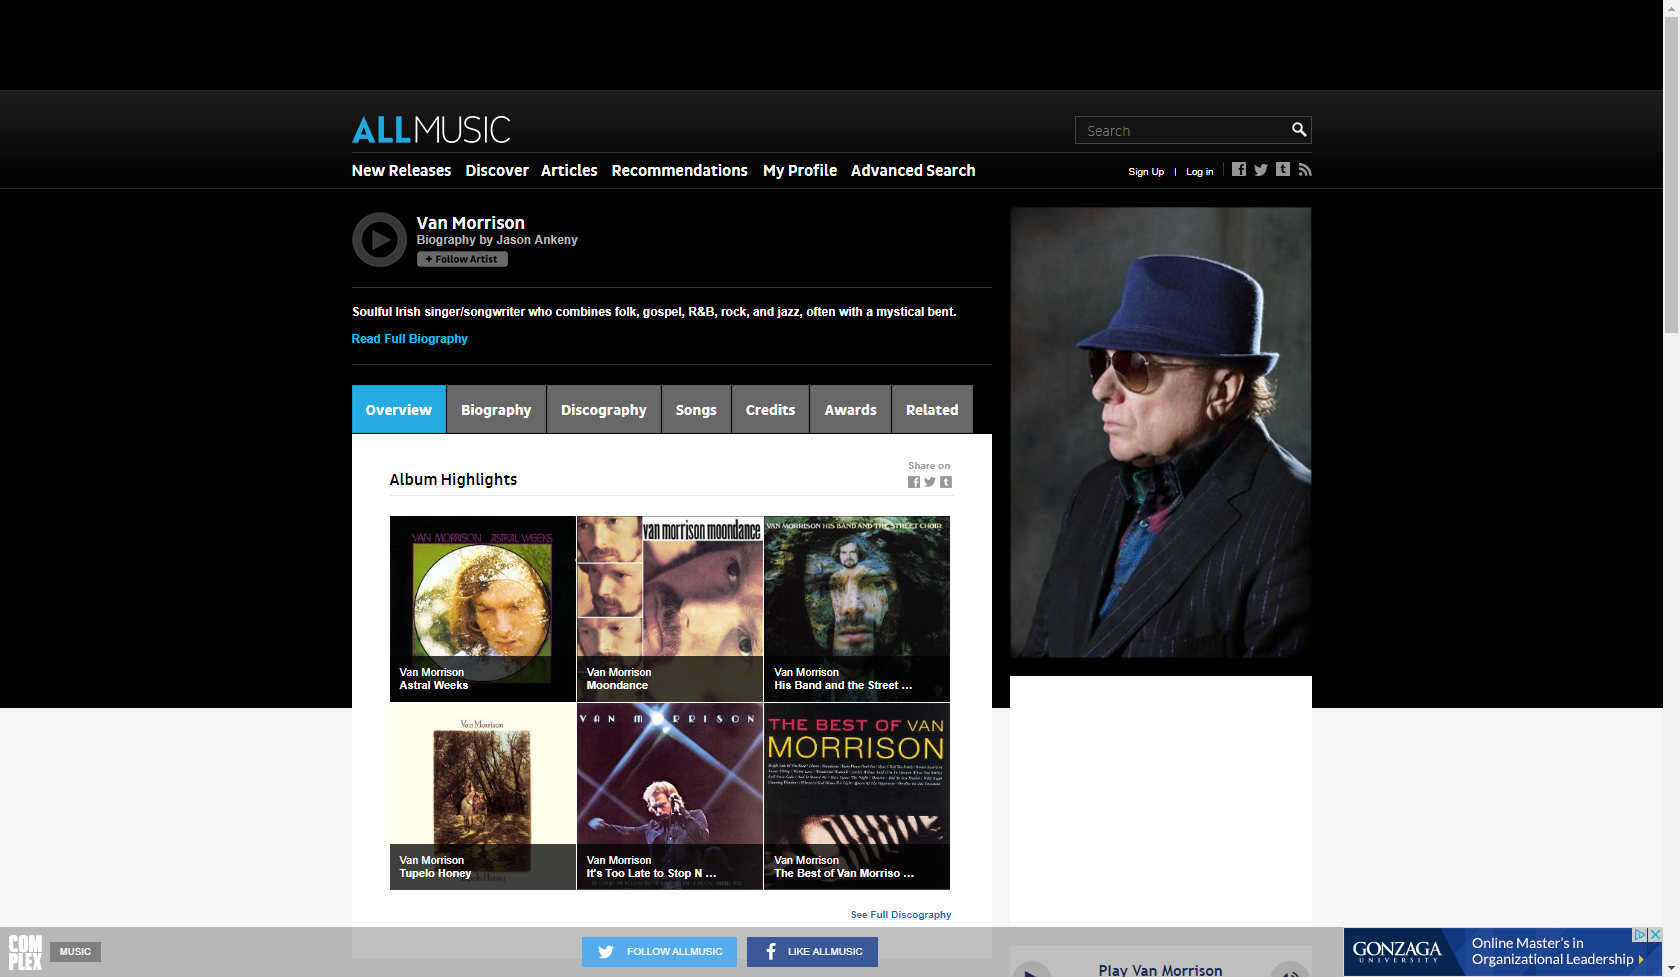 ALLMUSIC
Search
New Releases Discover Articles Recommendations My Profile Advanced Search
Sign Up | Log in
Van Morrison
Biography by Jason Ankeny
+ Follow Artist
Soulful Irish singer/songwriter who combines folk, gospel, R&B, rock, and jazz, often with a mystical bent.
Read Full Biography
Overview Biography Discography Songs Credits Awards Related
Share on
Album Highlights
VAN MORRISON ASTRAL WEEKS
Van Morrison
Astral Weeks
van morrison moondance
Van Morrison
Moondance
VAN MORRISON HIS BAND AND THE STREET CHOIR
Van Morrison
His Band and the Street ...
Van Morrison
Van Morrison
Tupelo Honey
VAN MORRISON
Van Morrison
It's Too Late to Stop N ...
THE BEST OF VAN
MORRISON
Van Morrison
The Best of Van Morriso ...
See Full Discography
COM
PLEX
MUSIC
FOLLOW ALLMUSIC
LIKE ALLMUSIC
Play Van Morrison
GONZAGA
UNIVERSITY
Online Master's in
Organizational Leadership